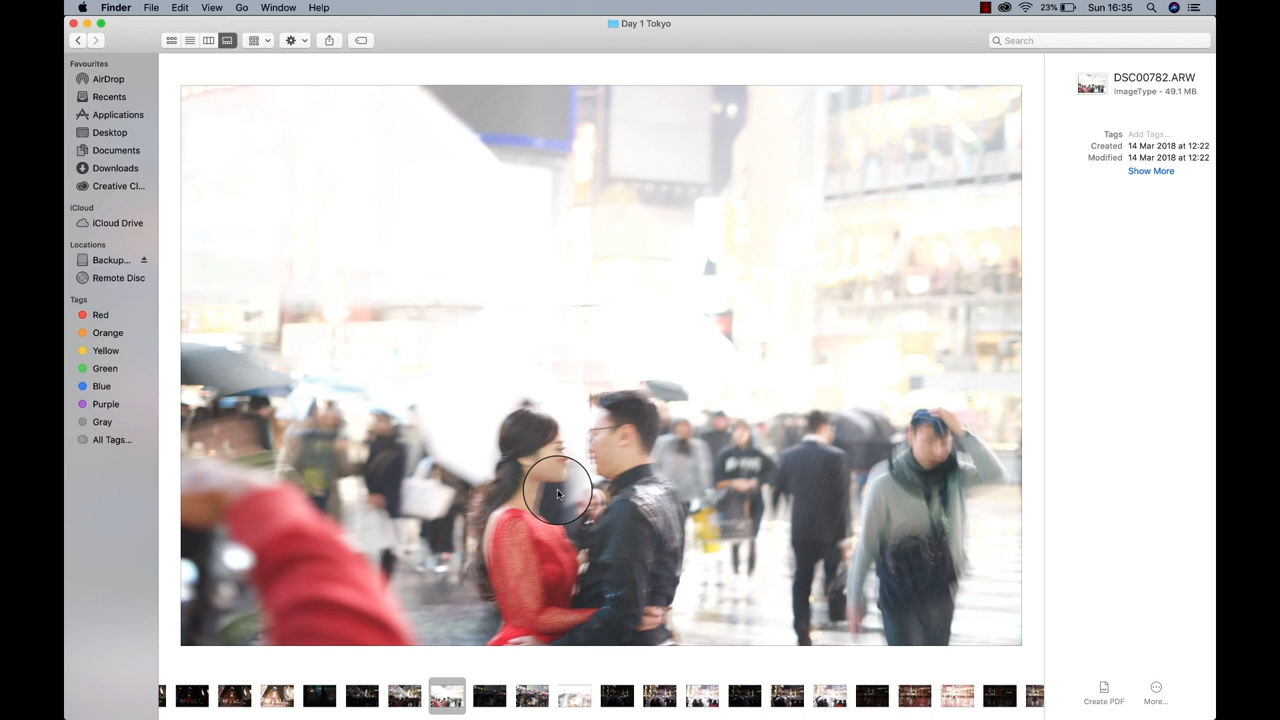 Finder File Edit View Go Window Help 23% Sun 16:35
Day 1 Tokyo
Search
Favourites
AirDrop
Recents
Applications
Desktop
Documents
Downloads
Creative Cl...
iCloud
iCloud Drive
Locations
Backup...
Remote Disc
Tags
Red
Orange
Yellow
Green
Blue
Purple
Gray
All Tags...
DSC00782.ARW
imageType - 49.1 MB
Tags Add Tags...
Created 14 Mar 2018 at 12:22
Modified 14 Mar 2018 at 12:22
Show More
Create PDF
More...